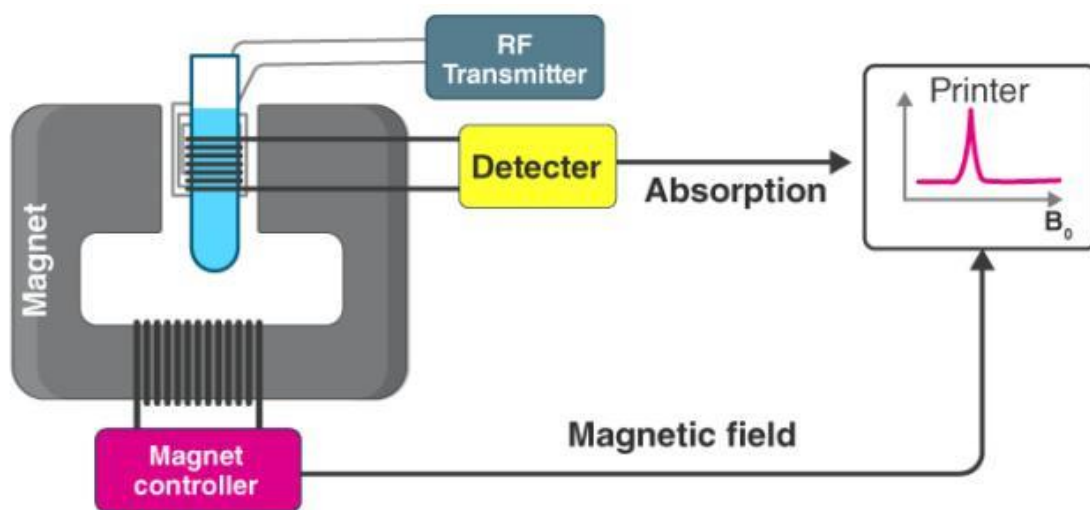 RF
Transmitter
Printer
Detecter
Absorption
B₀
Magnet
Magnetic field
Magnet
controller